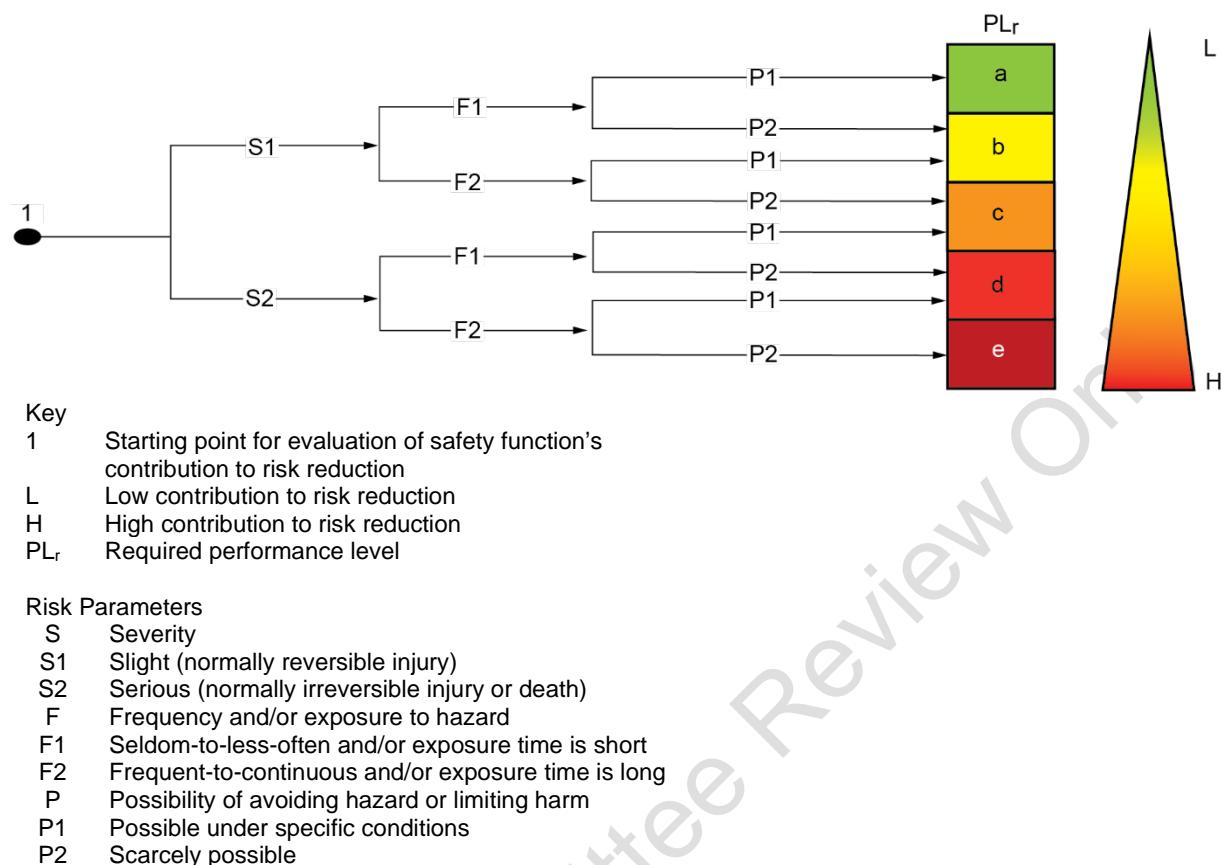 PLr
L
P1
a
F1
P2
b
S1
P1
F2
P2
c
1
P1
F1
P2
d
S2
P1
F2
P2
e
H
Key
1 Starting point for evaluation of safety function's
contribution to risk reduction
L Low contribution to risk reduction
H High contribution to risk reduction
PLr Required performance level
Risk Parameters
S Severity
S1 Slight (normally reversible injury)
S2 Serious (normally irreversible injury or death)
F Frequency and/or exposure to hazard
F1 Seldom-to-less-often and/or exposure time is short
F2 Frequent-to-continuous and/or exposure time is long
P Possibility of avoiding hazard or limiting harm
P1 Possible under specific conditions
P2 Scarcely possible
Review